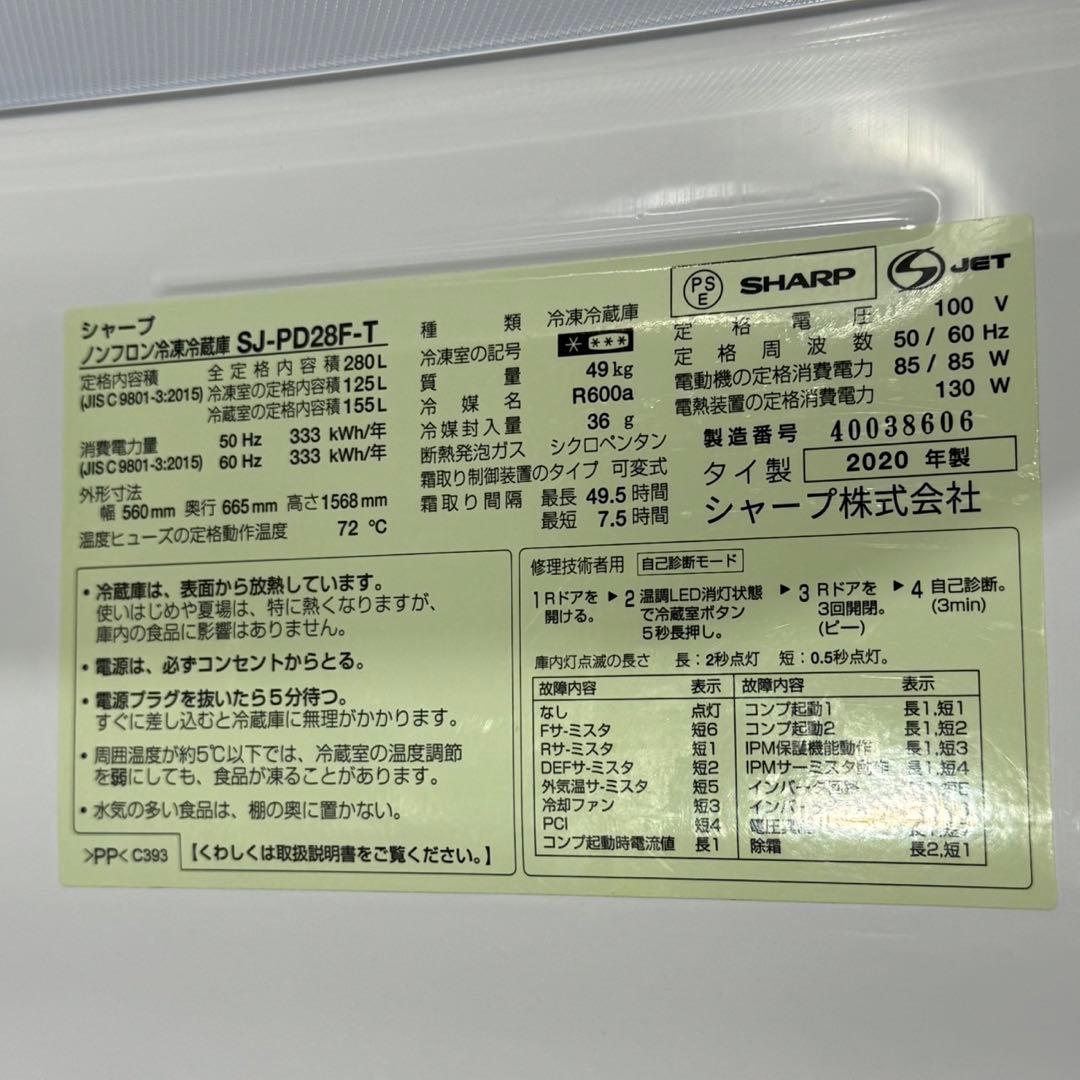 シャープ
ノンフロン冷凍冷蔵庫 SJ-PD28F-T
定格内容積 全定格内容積 280L
(JIS C 9801-3:2015) 冷凍室の定格内容積 125L
冷蔵室の定格内容積 155L
消費電力量 50 Hz 333 kWh/年
(JIS C 9801-3:2015) 60 Hz 333 kWh/年
外形寸法
幅 560mm 奥行 665mm 高さ 1568mm
温度ヒューズの定格動作温度 72 ℃
種類 冷凍冷蔵庫
冷凍室の記号 * ***
質量 49kg
冷媒名 R600a
冷媒封入量 36 g
断熱発泡ガス シクロペンタン
霜取り制御装置のタイプ 可変式
霜取り間隔 最長 49.5 時間
最短 7.5 時間
PSE SHARP JET
定格電圧 100 V
定格周波数 50 / 60 Hz
電動機の定格消費電力 85 / 85 W
電熱装置の定格消費電力 130 W
製造番号 40038606
タイ製 2020 年製
シャープ株式会社
・冷蔵庫は、表面から放熱しています。
使いはじめや夏場は、特に熱くなりますが、
庫内の食品に影響はありません。
・電源は、必ずコンセントからとる。
・電源プラグを抜いたら5分待つ。
すぐに差し込むと冷蔵庫に無理がかかります。
・周囲温度が約5℃以下では、冷蔵室の温度調節
を弱にしても、食品が凍ることがあります。
・水気の多い食品は、棚の奥に置かない。
>PP< C393 【くわしくは取扱説明書をご覧ください。】
修理技術者用 自己診断モード
1 Rドアを開ける。 ▶ 2 温調LED消灯状態で冷蔵室ボタン5秒長押し。 ▶ 3 Rドアを3回開閉。(ピー) ▶ 4 自己診断。(3min)
庫内灯点滅の長さ 長：2秒点灯 短：0.5秒点灯。
故障内容 表示 故障内容 表示
なし 点灯 コンプ起動1 長1,短1
Fサ-ミスタ 短6 コンプ起動2 長1,短2
Rサ-ミスタ 短1 IPM保護機能動作 長1,短3
DEFサ-ミスタ 短2 IPMサーミスタ動作 長1,短4
外気温サ-ミスタ 短5
冷却ファン 短3
PCI 短4
コンプ起動時電流値 長1 除霜 長2,短1